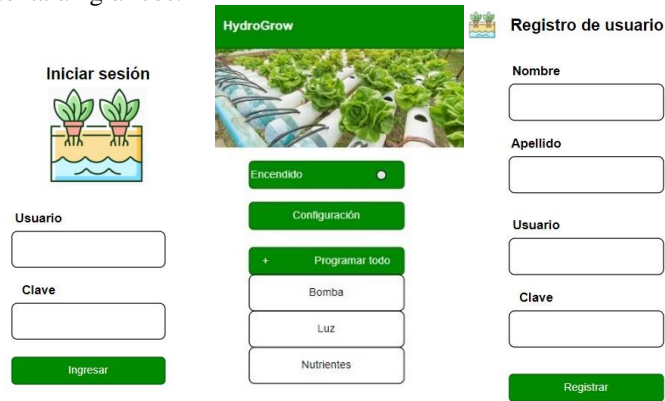 Iniciar sesión
Usuario
Clave
Ingresar
HydroGrow
Encendido
Configuración
+ Programar todo
Bomba
Luz
Nutrientes
Registro de usuario
Nombre
Apellido
Usuario
Clave
Registrar